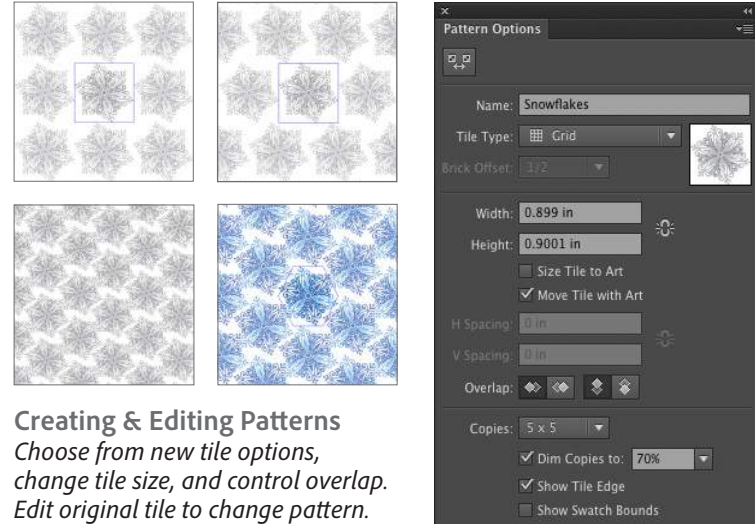 Creating & Editing Patterns
Choose from new tile options,
change tile size, and control overlap.
Edit original tile to change pattern.
Pattern Options
Name: Snowflakes
Tile Type: Grid
Brick Offset: 1/2
Width: 0.899 in
Height: 0.9001 in
Size Tile to Art
Move Tile with Art
H Spacing: 0 in
V Spacing: 0 in
Overlap:
Copies: 5 x 5
Dim Copies to: 70%
Show Tile Edge
Show Swatch Bounds